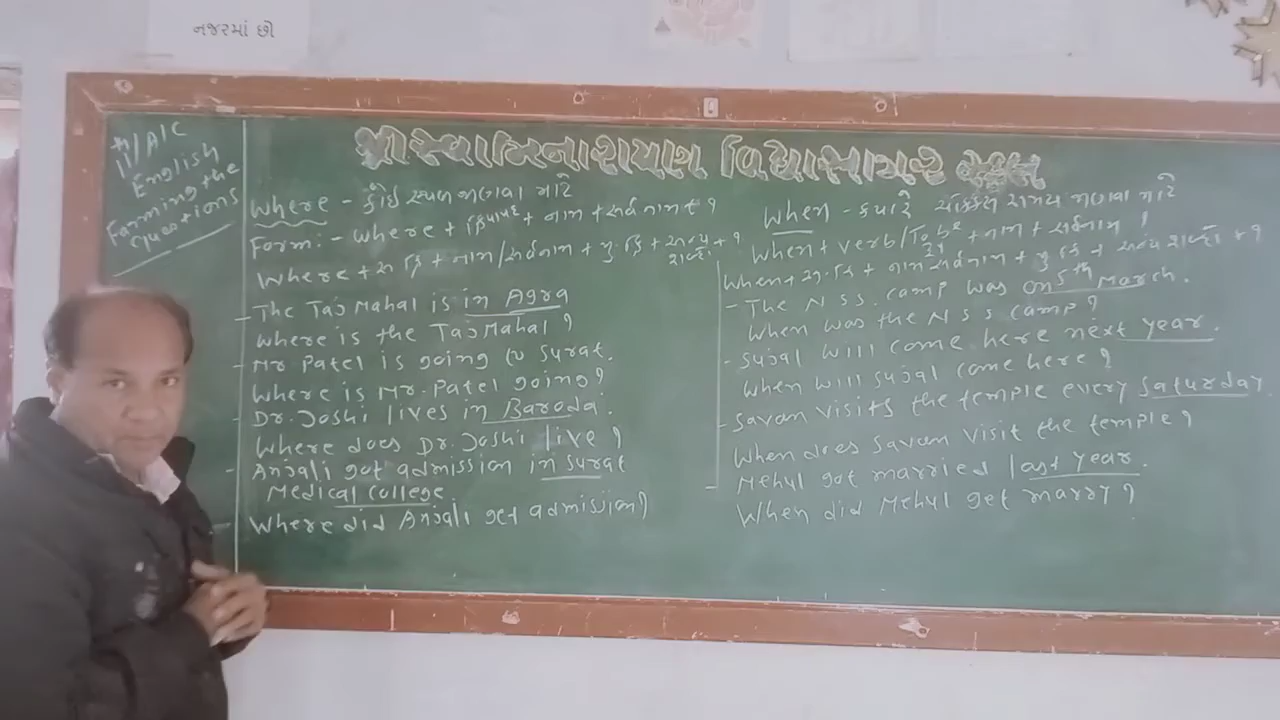 નજરમાં છો
11/A/C
English
Farming the
Questions
શ્રી સ્વામિનારાયણ વિદ્યામંદિર
Where - કોઈ સ્થળ જાણવા માટે
Form:- Where + ક્રિયાપદ + નામ + સર્વનામ + ?
Where + સ ક્રિ + નામ/સર્વનામ + મુ ક્રિ + અન્ય શબ્દો + ?
- The Taj Mahal is in Agra
Where is the Taj Mahal ?
- Mr Patel is going to Surat.
Where is Mr. Patel going?
- Dr. Joshi lives in Baroda.
Where does Dr. Joshi live ?
- Anjali got admission in Surat
Medical College
- Where did Anjali get admission?
When - ક્યારે ચોક્કસ સમય જાણવા માટે
When + verb/To be + નામ + સર્વનામ ?
When + સ. ક્રિ + નામ સર્વનામ + મુ ક્રિ + અન્ય શબ્દો + ?
- The N S S. camp was on 5th March.
When was the N S S camp ?
- Sujal will come here next year.
When will Sujal come here ?
- Savan visits the temple every Saturday.
When does Savan visit the temple ?
- Mehul got married last year.
When did Mehul get marry ?